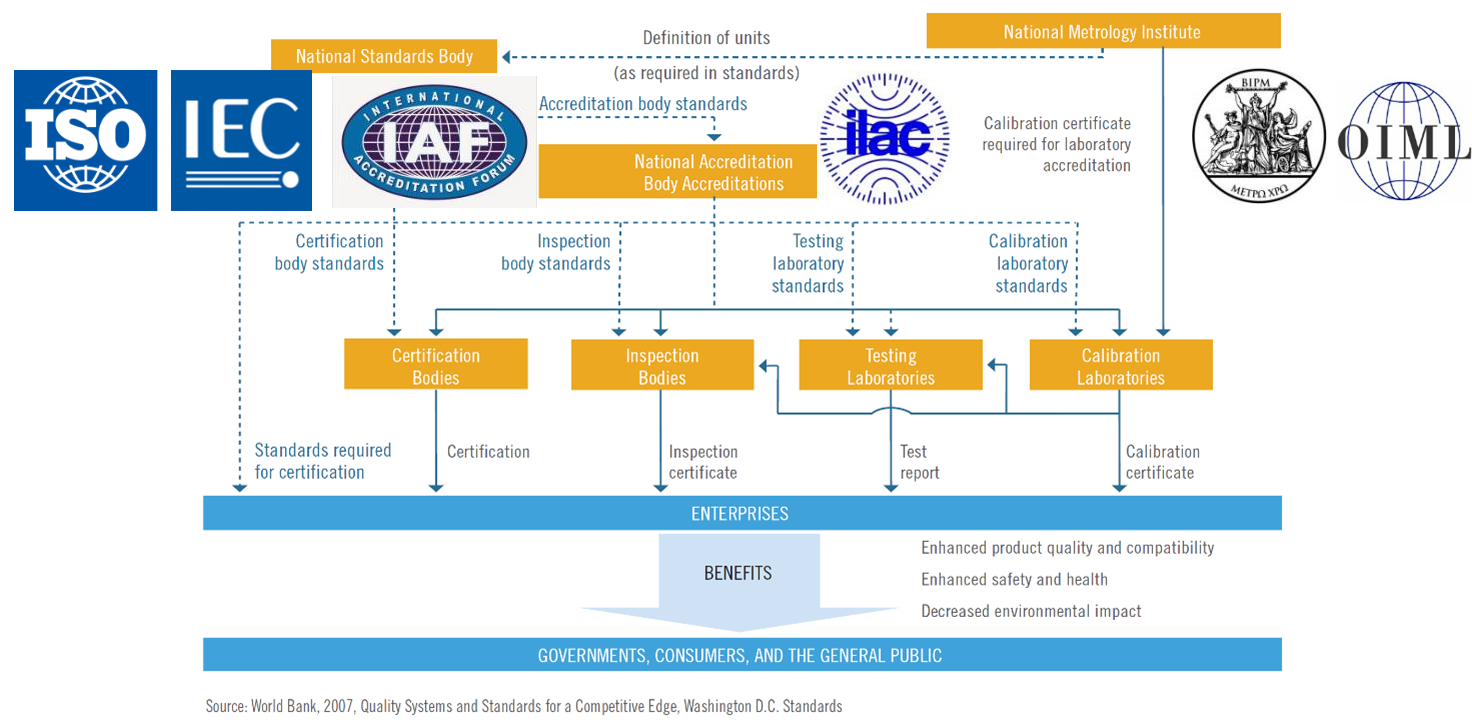 National Metrology Institute
Definition of units
National Standards Body
(as required in standards)
ISO
IEC
INTERNATIONAL
IAF
ACCREDITATION FORUM
Accreditation body standards
National Accreditation
Body Accreditations
ilac
Calibration certificate
required for laboratory
accreditation
BIPM
ΜΕΤΡΩ ΧΡΩ
OIML
Certification
body standards
Inspection
body standards
Testing
laboratory
standards
Calibration
laboratory
standards
Certification
Bodies
Inspection
Bodies
Testing
Laboratories
Calibration
Laboratories
Standards required
for certification
Certification
Inspection
certificate
Test
report
Calibration
certificate
ENTERPRISES
BENEFITS
Enhanced product quality and compatibility
Enhanced safety and health
Decreased environmental impact
GOVERNMENTS, CONSUMERS, AND THE GENERAL PUBLIC
Source: World Bank, 2007, Quality Systems and Standards for a Competitive Edge, Washington D.C. Standards